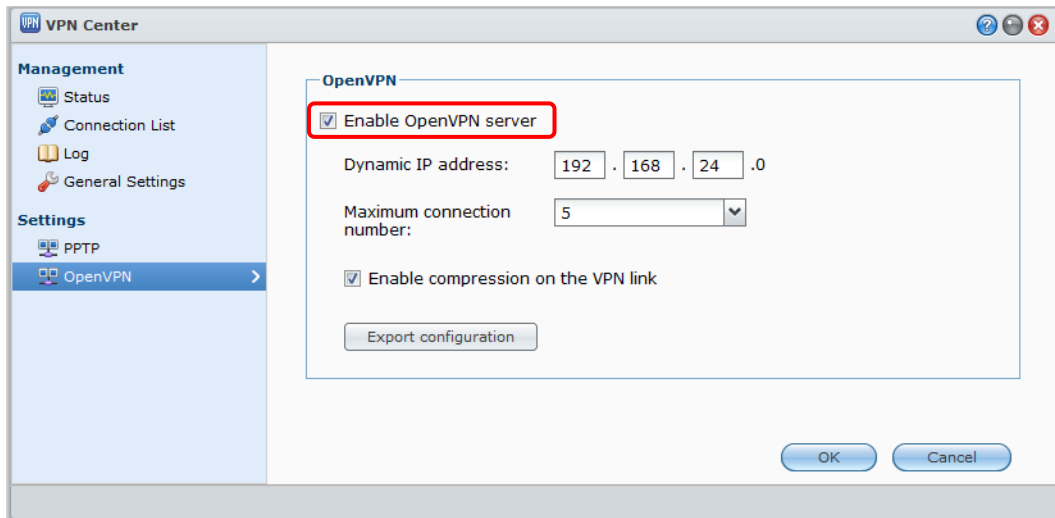 VPN VPN Center
Management
Status
Connection List
Log
General Settings
Settings
PPTP
OpenVPN
OpenVPN
Enable OpenVPN server
Dynamic IP address: 192 . 168 . 24 .0
Maximum connection
number:
5
Enable compression on the VPN link
Export configuration
OK Cancel